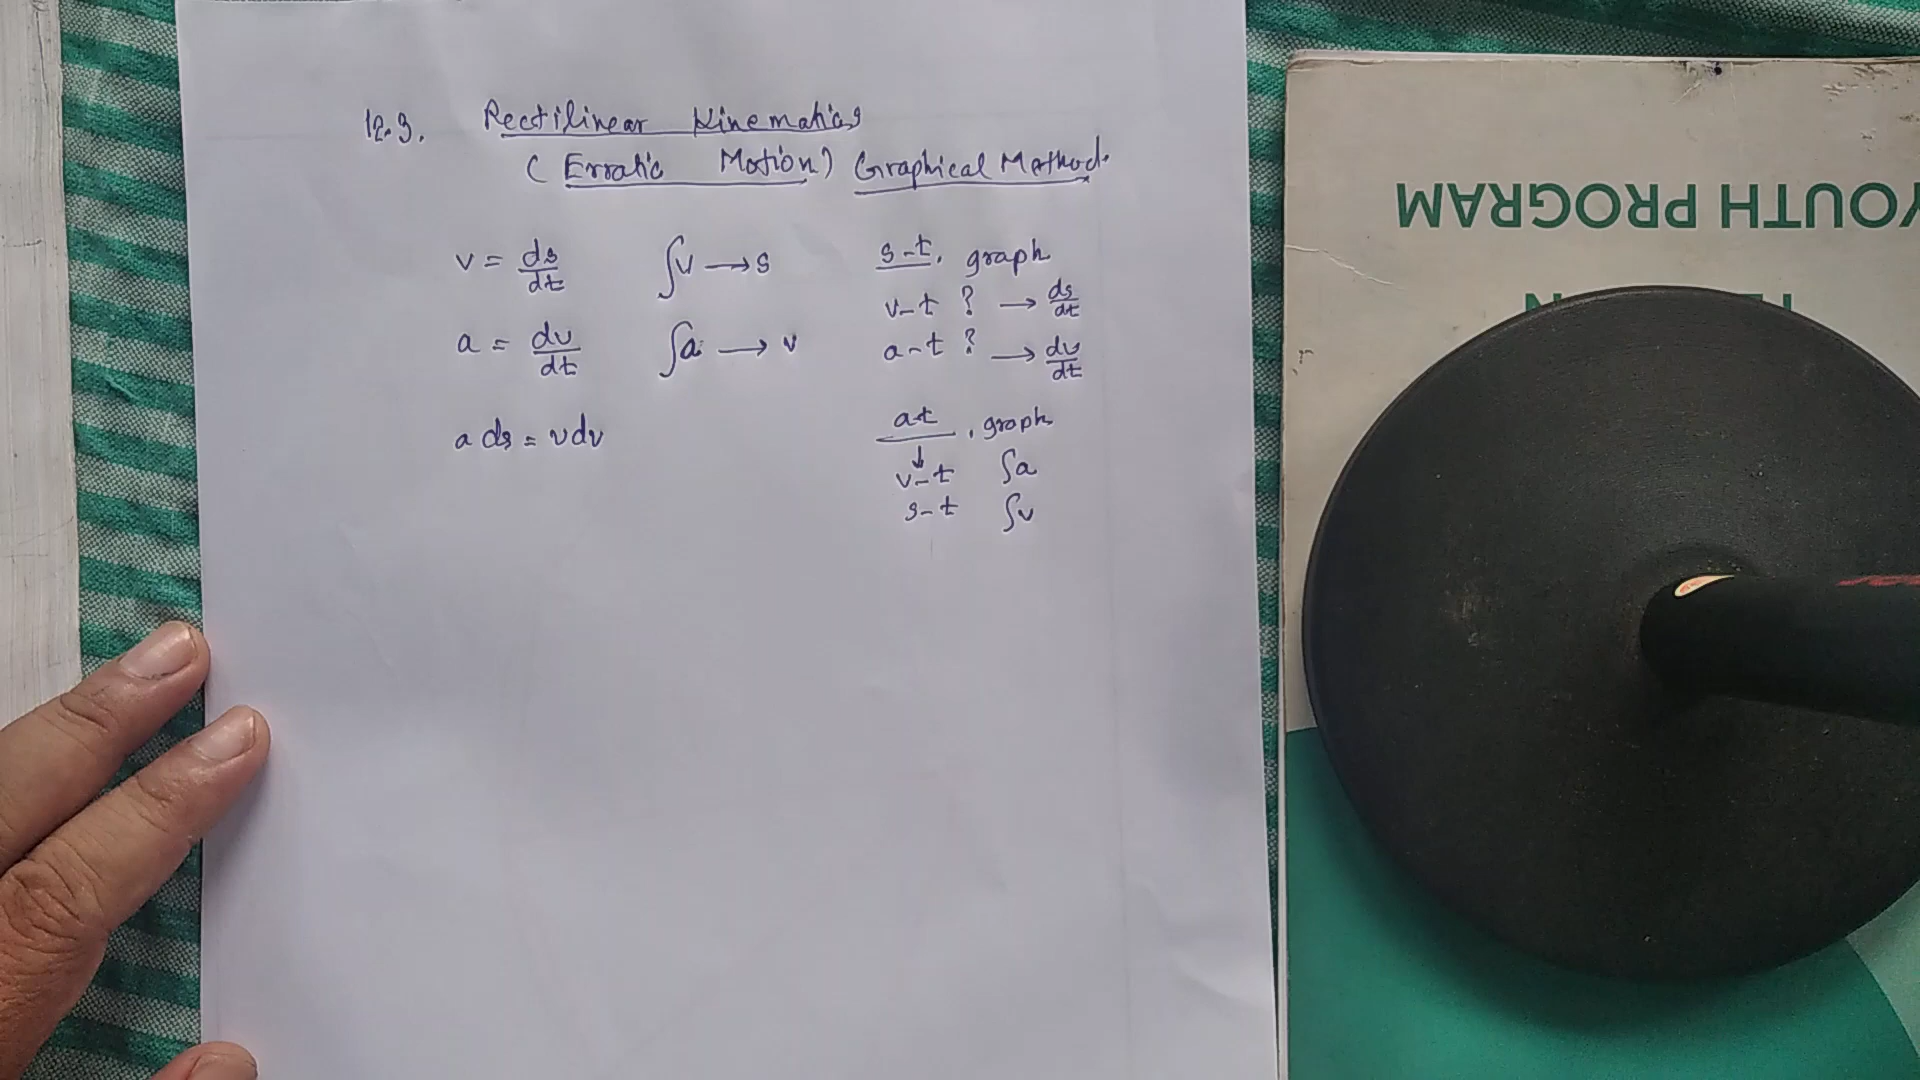 12.3. Rectilinear Kinematics
(Erratic Motion) Graphical Method.
v = ds/dt
∫v → s
a = dv/dt
∫a → v
a ds = v dv
s-t. graph
v-t ? → ds/dt
a-t ? → dv/dt
a-t . graph
↓
v-t ∫a
s-t ∫v
YOUTH PROGRAM